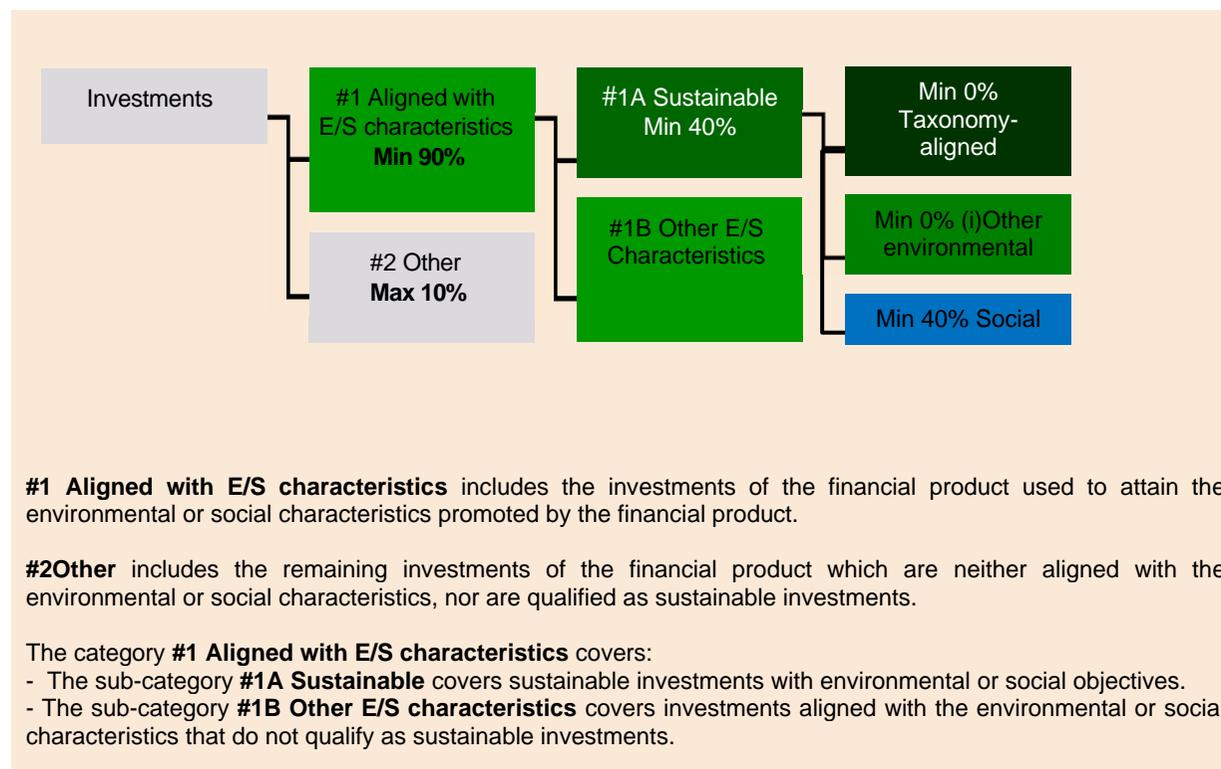 Investments
#1 Aligned with
E/S characteristics
Min 90%
#2 Other
Max 10%
#1A Sustainable
Min 40%
#1B Other E/S
Characteristics
Min 0%
Taxonomy-
aligned
Min 0% (i)Other
environmental
Min 40% Social
#1 Aligned with E/S characteristics includes the investments of the financial product used to attain the
environmental or social characteristics promoted by the financial product.
#2Other includes the remaining investments of the financial product which are neither aligned with the
environmental or social characteristics, nor are qualified as sustainable investments.
The category #1 Aligned with E/S characteristics covers:
- The sub-category #1A Sustainable covers sustainable investments with environmental or social objectives.
- The sub-category #1B Other E/S characteristics covers investments aligned with the environmental or socia
characteristics that do not qualify as sustainable investments.